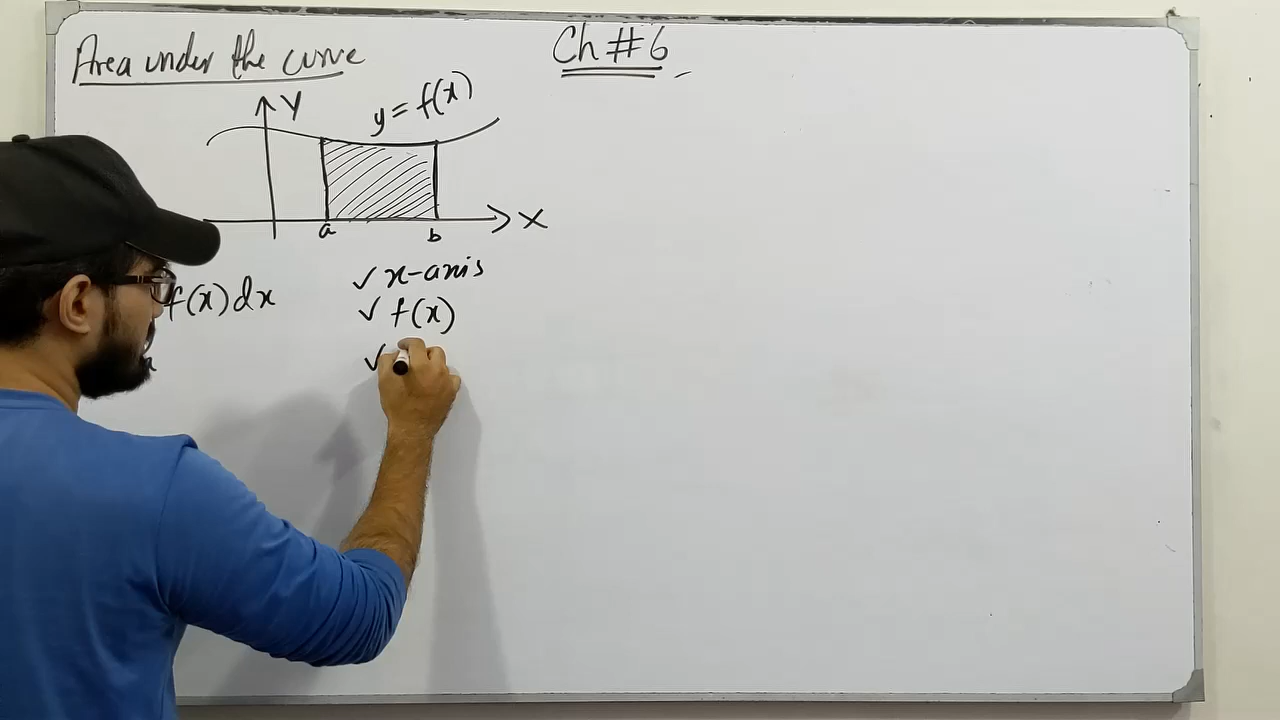 Area under the curve
Ch # 6
Y
y = f(x)
a
b
X
f(x) dx
✓ x-axis
✓ f(x)
✓